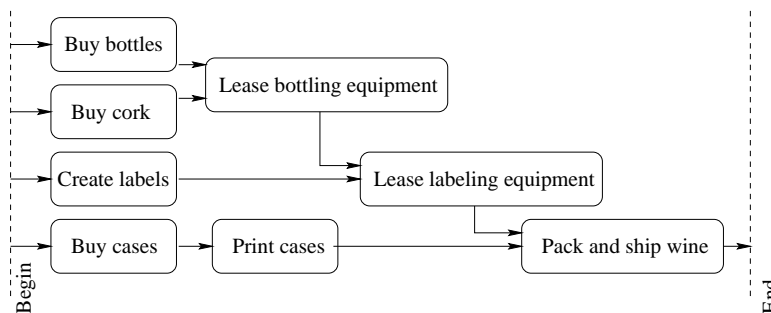 Buy bottles
Lease bottling equipment
Buy cork
Create labels
Lease labeling equipment
Buy cases
Print cases
Pack and ship wine
Begin
End